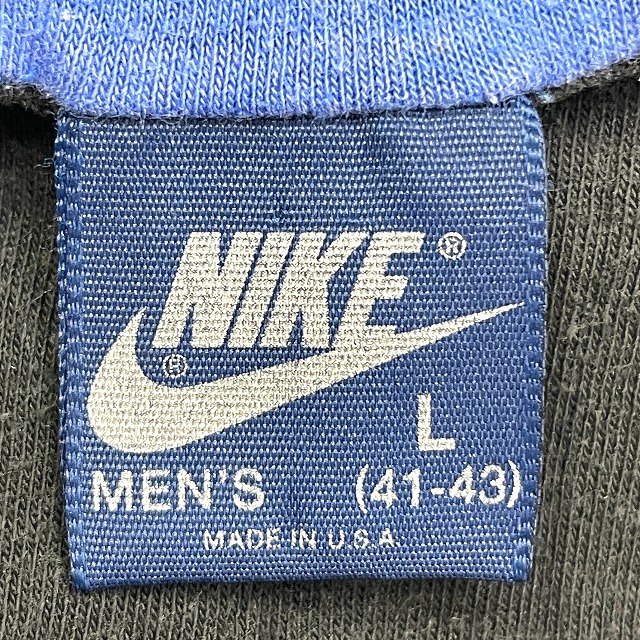 NIKE®
®
L
MEN'S (41-43)
MADE IN U.S.A.